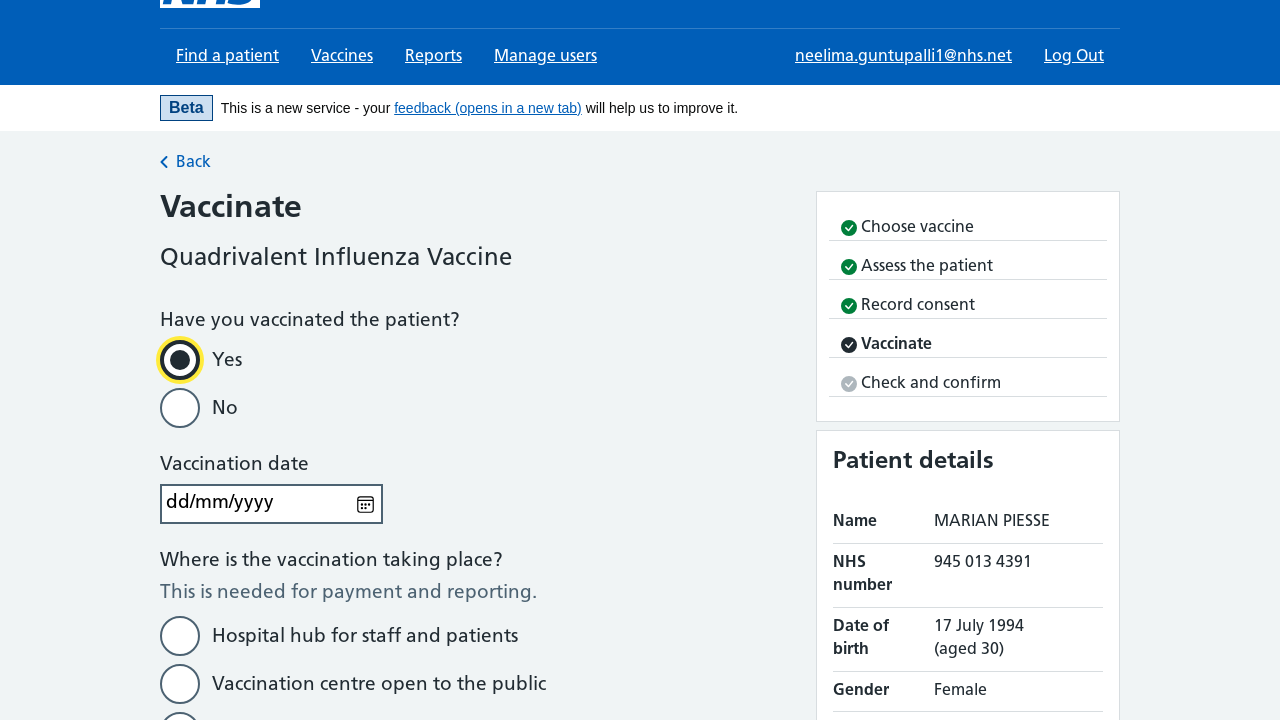 NHS
Find a patient Vaccines Reports Manage users neelima.guntupalli1@nhs.net Log Out
Beta This is a new service - your feedback (opens in a new tab) will help us to improve it.
Back
Vaccinate
Quadrivalent Influenza Vaccine
Have you vaccinated the patient?
Yes
No
Vaccination date
dd/mm/yyyy
Where is the vaccination taking place?
This is needed for payment and reporting.
Hospital hub for staff and patients
Vaccination centre open to the public
Choose vaccine
Assess the patient
Record consent
Vaccinate
Check and confirm
Patient details
Name MARIAN PIESSE
NHS 945 013 4391
number
Date of 17 July 1994
birth (aged 30)
Gender Female